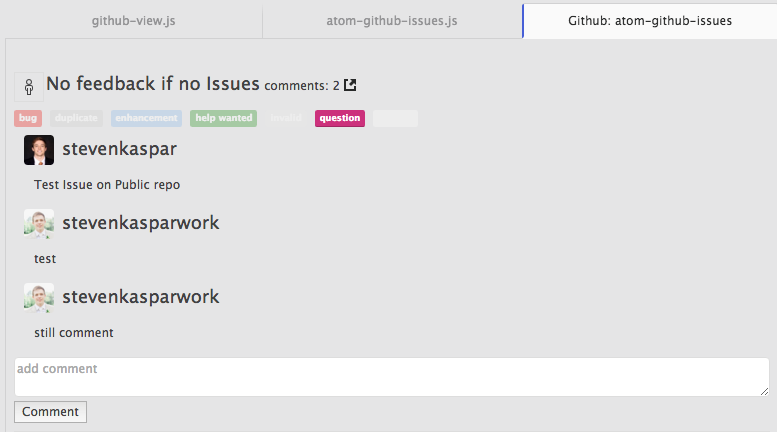 github-view.js atom-github-issues.js Github: atom-github-issues
No feedback if no Issues comments: 2
bug duplicate enhancement help wanted invalid question
stevenkaspar
Test Issue on Public repo
stevenkasparwork
test
stevenkasparwork
still comment
add comment
Comment